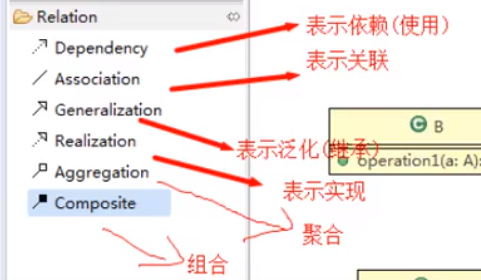 Relation
Dependency
表示依赖(使用)
Association
表示关联
Generalization
B
Realization
表示泛化(继承)
operation1(a: A):
Aggregation
表示实现
Composite
聚合
组合